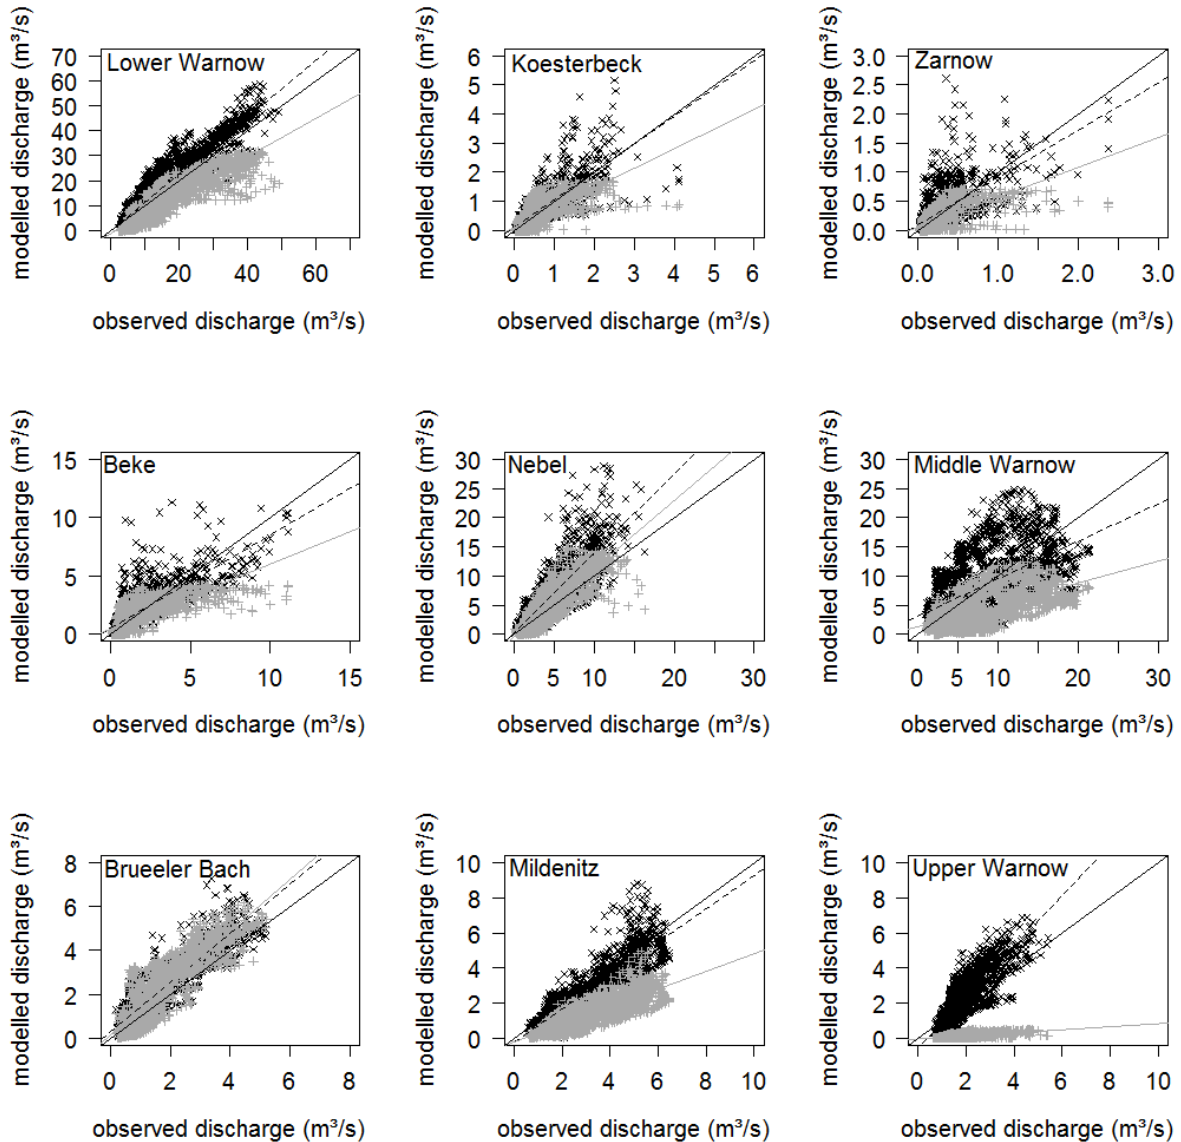 Lower Warnow
modelled discharge (m³/s)
70
60
50
40
30
20
10
0
0 20 40 60
observed discharge (m³/s)
Koesterbeck
modelled discharge (m³/s)
6
5
4
3
2
1
0
0 1 2 3 4 5 6
observed discharge (m³/s)
Zarnow
modelled discharge (m³/s)
3.0
2.5
2.0
1.5
1.0
0.5
0.0
0.0 1.0 2.0 3.0
observed discharge (m³/s)
Beke
modelled discharge (m³/s)
15
10
5
0
0 5 10 15
observed discharge (m³/s)
Nebel
modelled discharge (m³/s)
30
25
20
15
10
5
0
0 5 10 20 30
observed discharge (m³/s)
Middle Warnow
modelled discharge (m³/s)
30
25
20
15
10
5
0
0 5 10 20 30
observed discharge (m³/s)
Brueeler Bach
modelled discharge (m³/s)
8
6
4
2
0
0 2 4 6 8
observed discharge (m³/s)
Mildenitz
modelled discharge (m³/s)
10
8
6
4
2
0
0 2 4 6 8 10
observed discharge (m³/s)
Upper Warnow
modelled discharge (m³/s)
10
8
6
4
2
0
0 2 4 6 8 10
observed discharge (m³/s)